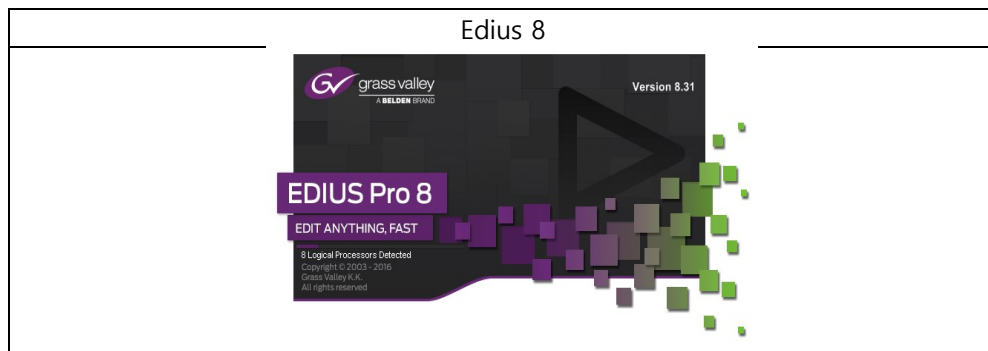 Edius 8
GV grass valley
A BELDEN BRAND
Version 8.31
EDIUS Pro 8
EDIT ANYTHING, FAST
8 Logical Processors Detected
Copyright © 2003 - 2016
Grass Valley K.K.
All rights reserved